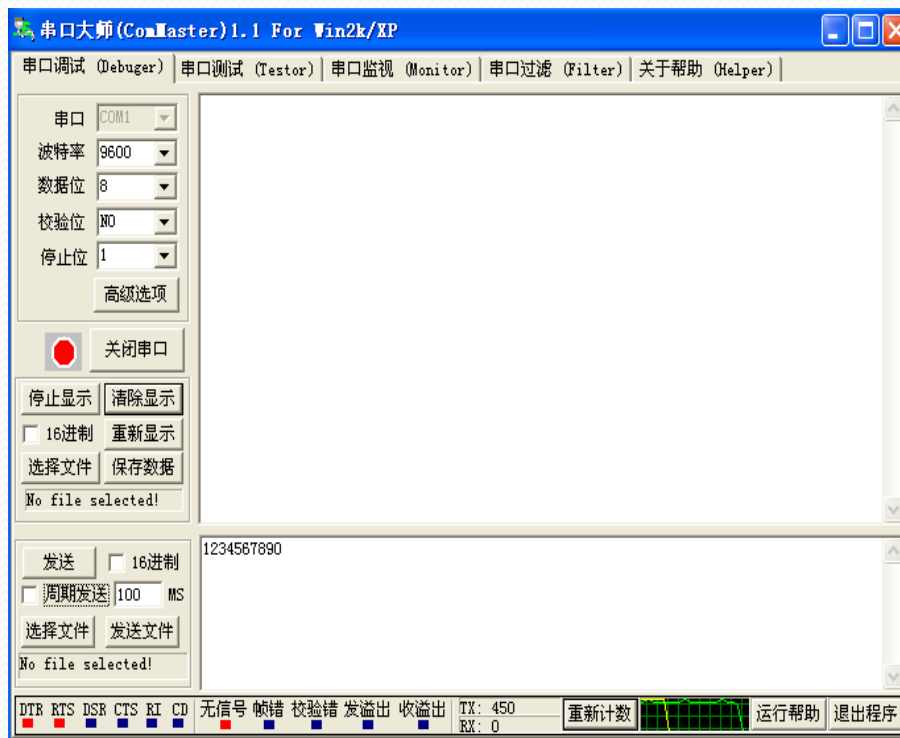 串口大师(ComMaster)1.1 For Win2k/XP
串口调试 (Debuger) 串口测试 (Testor) 串口监视 (Monitor) 串口过滤 (Filter) 关于帮助 (Helper)
串口 COM1
波特率 9600
数据位 8
校验位 NO
停止位 1
高级选项
关闭串口
停止显示 清除显示
16进制 重新显示
选择文件 保存数据
No file selected!
发送 16进制
周期发送 100 MS
选择文件 发送文件
No file selected!
1234567890
DTR RTS DSR CTS RI CD 无信号 帧错 校验错 发溢出 收溢出 TX: 450
RX: 0
重新计数 运行帮助 退出程序